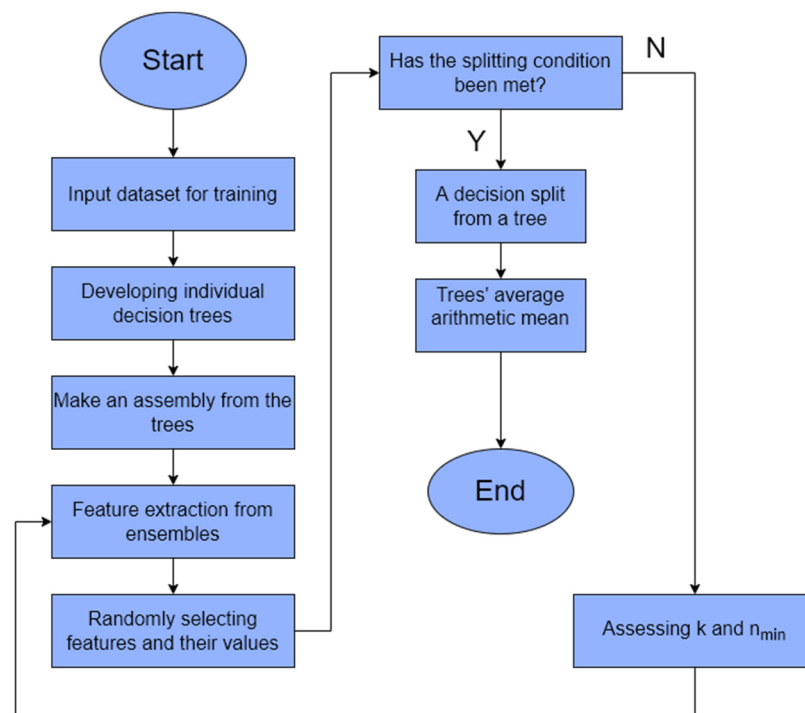 Start
Input dataset for training
Developing individual
decision trees
Make an assembly from the
trees
Feature extraction from
ensembles
Randomly selecting
features and their values
Has the splitting condition
been met?
N
Y
A decision split
from a tree
Trees' average
arithmetic mean
End
Assessing k and n_min